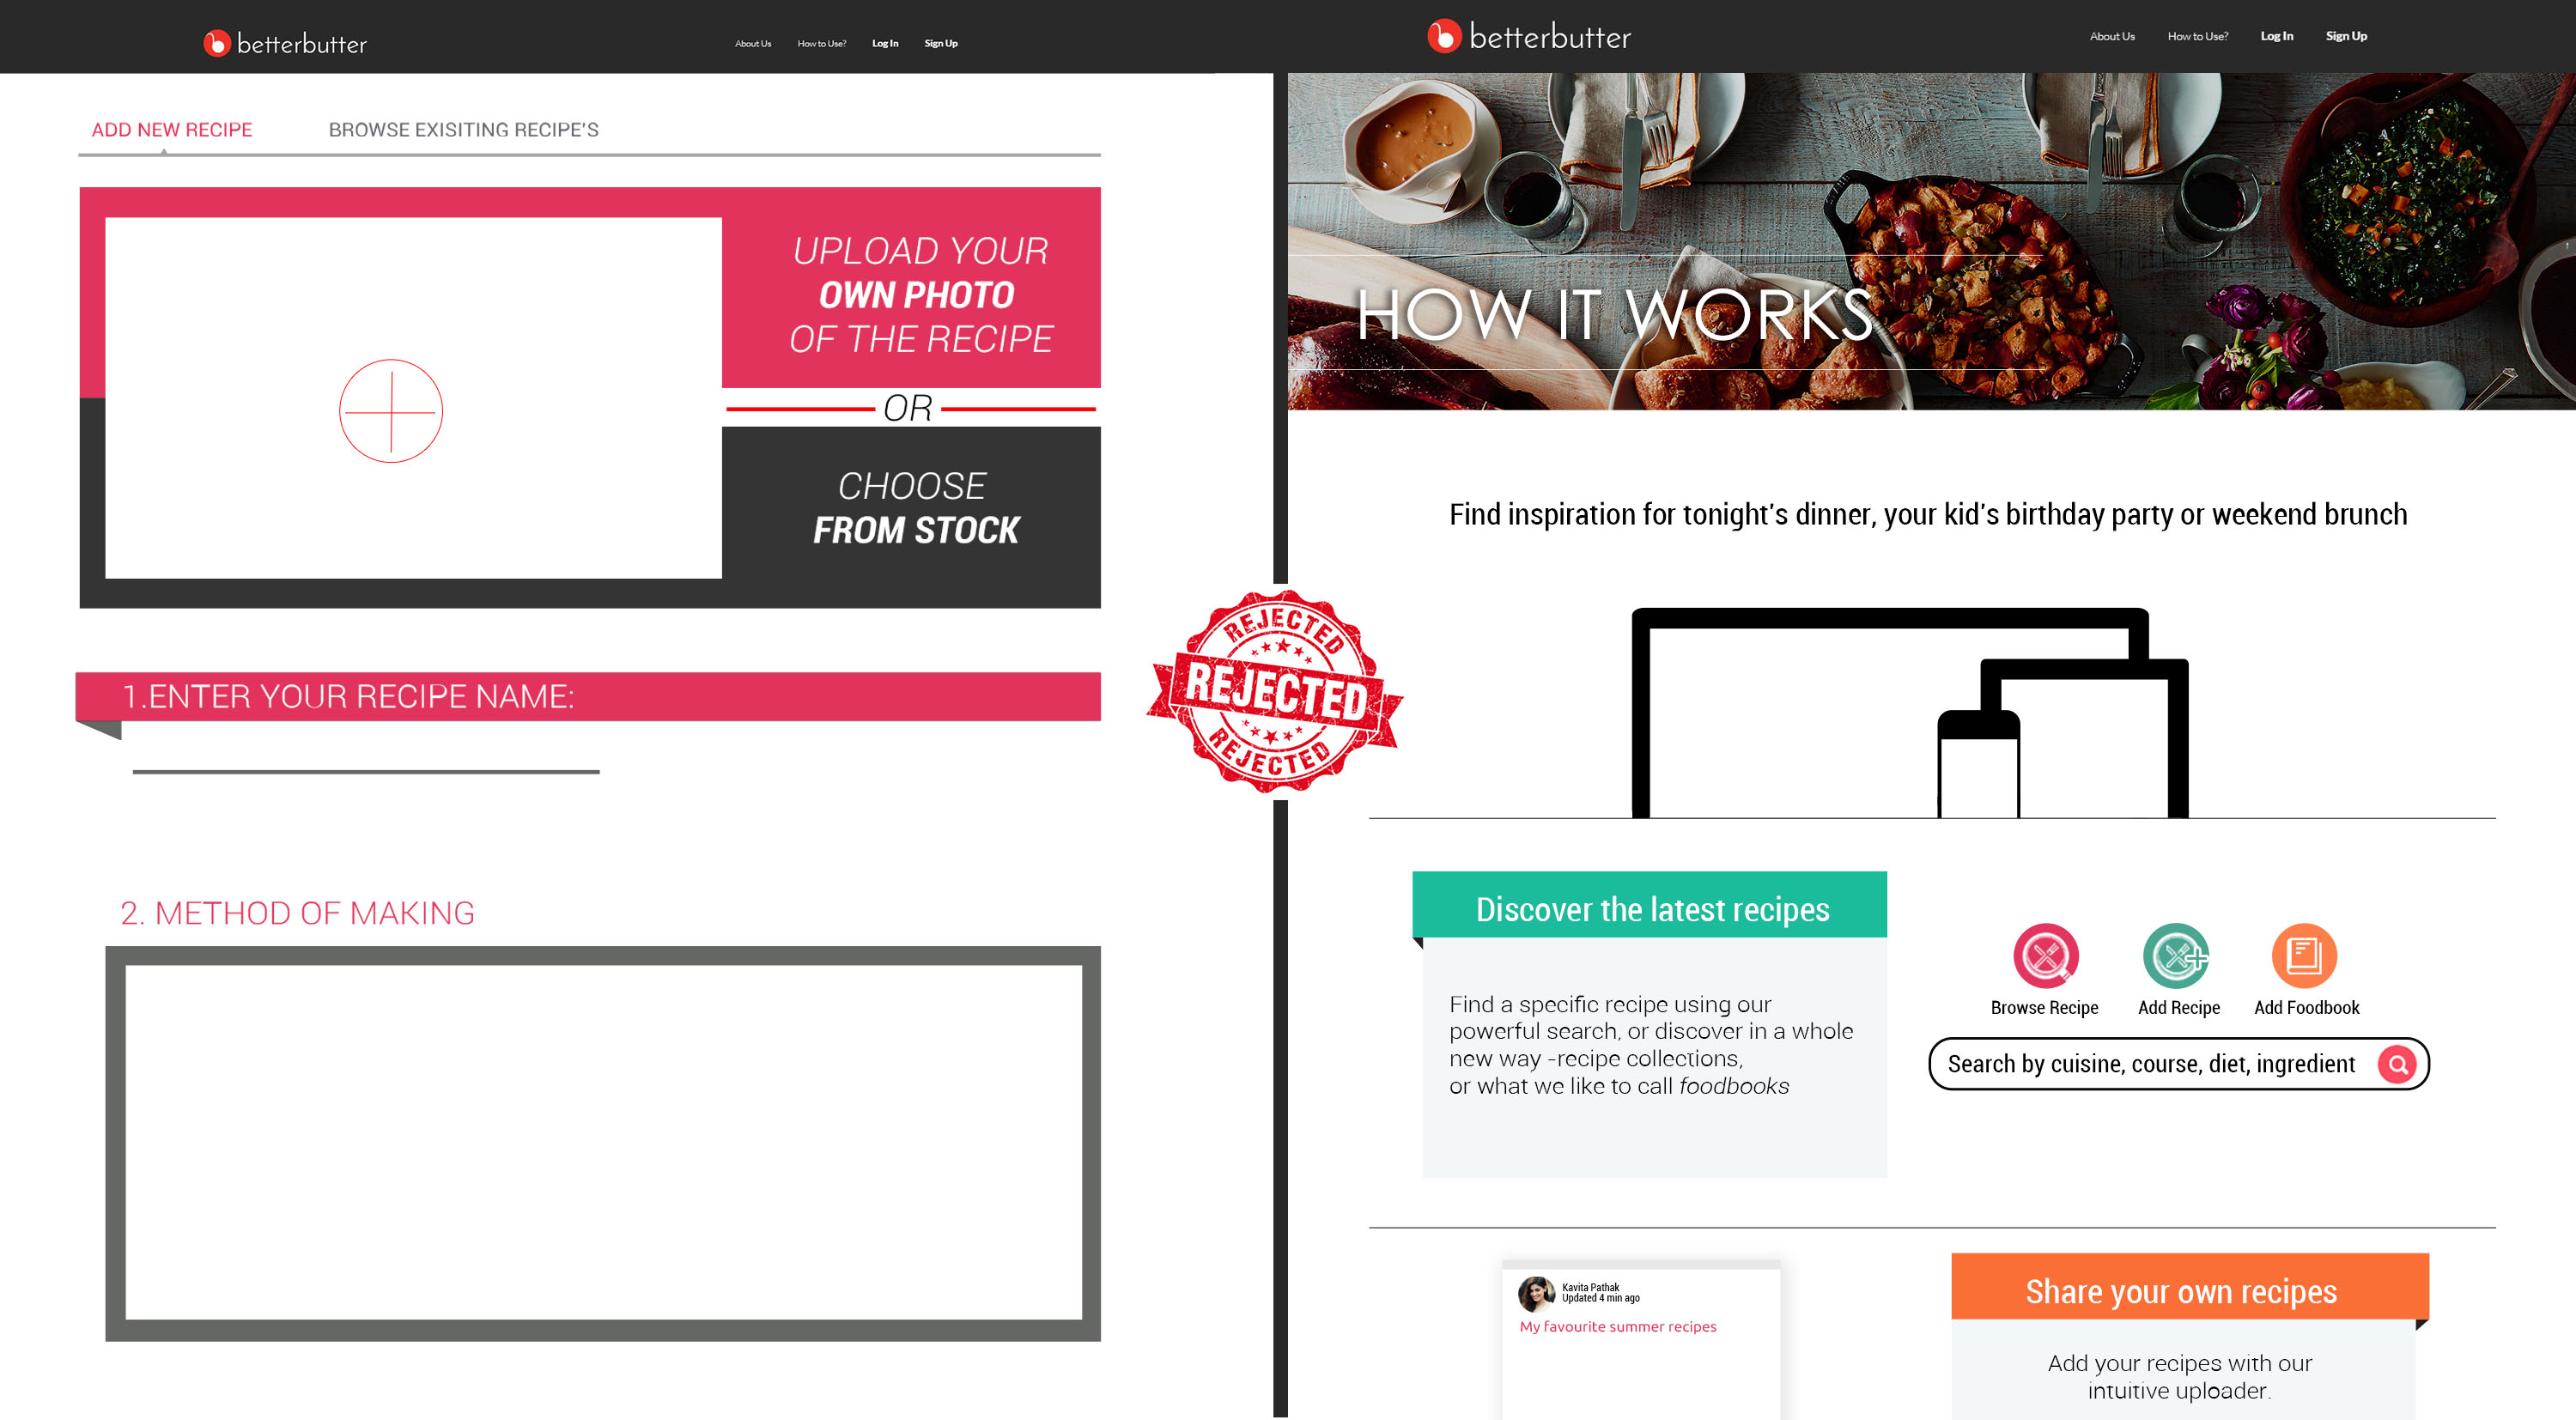 betterbutter
About Us How to Use? Log In Sign Up
ADD NEW RECIPE BROWSE EXISITING RECIPE'S
UPLOAD YOUR
OWN PHOTO
OF THE RECIPE
OR
CHOOSE
FROM STOCK
1.ENTER YOUR RECIPE NAME:
2. METHOD OF MAKING
REJECTED
REJECTED
REJECTED
betterbutter
About Us How to Use? Log In Sign Up
HOW IT WORKS
Find inspiration for tonight's dinner, your kid's birthday party or weekend brunch
Discover the latest recipes
Find a specific recipe using our
powerful search, or discover in a whole
new way -recipe collections,
or what we like to call foodbooks
Browse Recipe Add Recipe Add Foodbook
Search by cuisine, course, diet, ingredient
Kavita Pathak
Updated 4 min ago
My favourite summer recipes
Share your own recipes
Add your recipes with our
intuitive uploader.